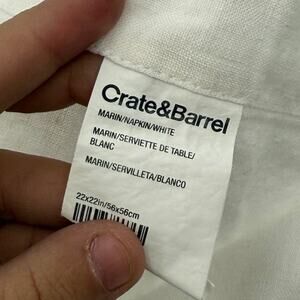 Crate&Barrel
MARIN/NAPKIN/WHITE
MARIN/SERVIETTE DE TABLE/
BLANC
MARIN/SERVILLETA/BLANCO
22x22in/56x56cm